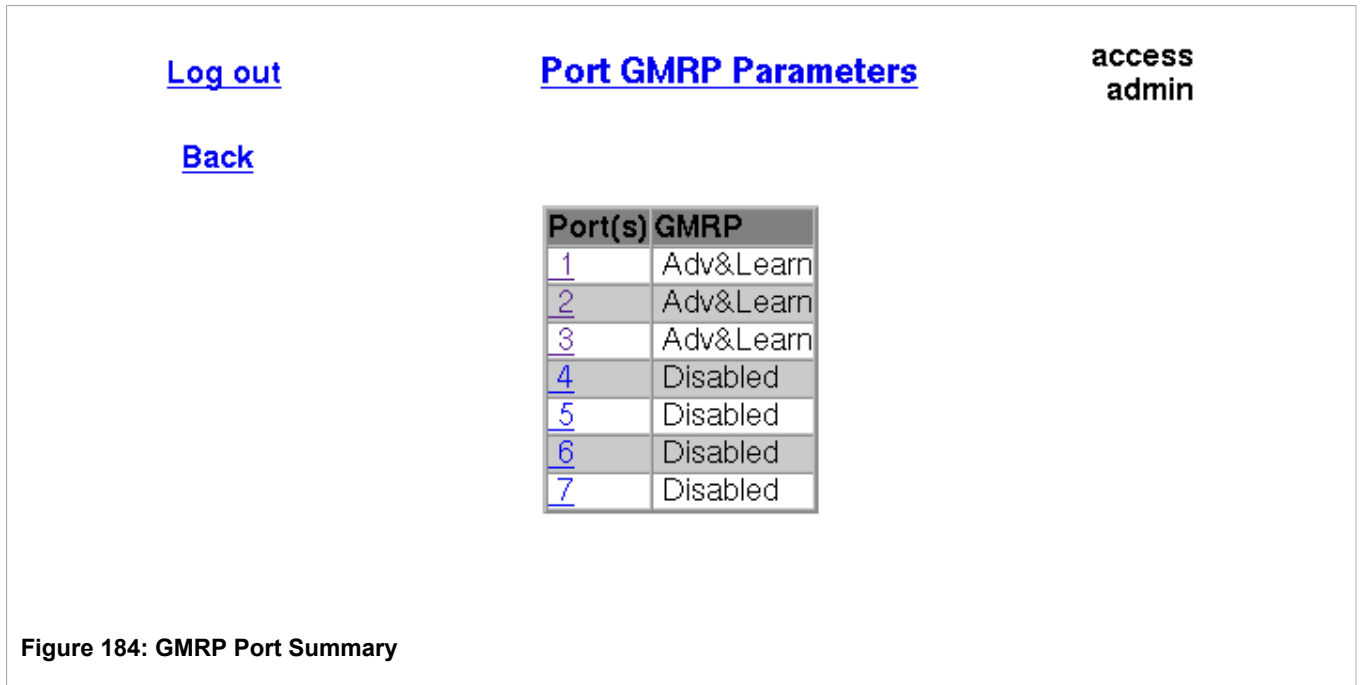 Log out
Port GMRP Parameters
access
admin
Back
Port(s) GMRP
1 Adv&Learn
2 Adv&Learn
3 Adv&Learn
4 Disabled
5 Disabled
6 Disabled
7 Disabled
Figure 184: GMRP Port Summary